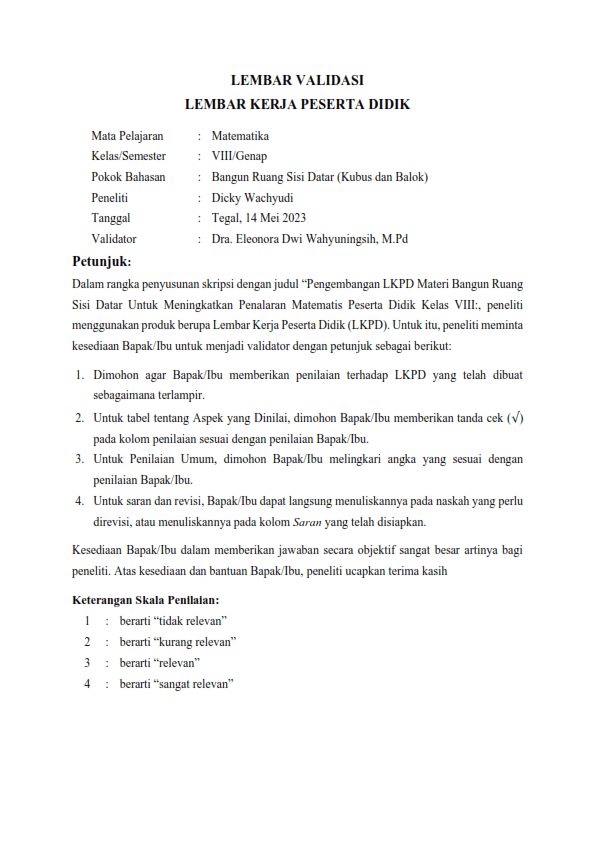 LEMBAR VALIDASI
LEMBAR KERJA PESERTA DIDIK
Mata Pelajaran : Matematika
Kelas/Semester : VIII/Genap
Pokok Bahasan : Bangun Ruang Sisi Datar (Kubus dan Balok)
Peneliti : Dicky Wachyudi
Tanggal : Tegal, 14 Mei 2023
Validator : Dra. Eleonora Dwi Wahyuningsih, M.Pd
Petunjuk:
Dalam rangka penyusunan skripsi dengan judul “Pengembangan LKPD Materi Bangun Ruang
Sisi Datar Untuk Meningkatkan Penalaran Matematis Peserta Didik Kelas VIII:, peneliti
menggunakan produk berupa Lembar Kerja Peserta Didik (LKPD). Untuk itu, peneliti meminta
kesediaan Bapak/Ibu untuk menjadi validator dengan petunjuk sebagai berikut:
1. Dimohon agar Bapak/Ibu memberikan penilaian terhadap LKPD yang telah dibuat
sebagaimana terlampir.
2. Untuk tabel tentang Aspek yang Dinilai, dimohon Bapak/Ibu memberikan tanda cek (√)
pada kolom penilaian sesuai dengan penilaian Bapak/Ibu.
3. Untuk Penilaian Umum, dimohon Bapak/Ibu melingkari angka yang sesuai dengan
penilaian Bapak/Ibu.
4. Untuk saran dan revisi, Bapak/Ibu dapat langsung menuliskannya pada naskah yang perlu
direvisi, atau menuliskannya pada kolom Saran yang telah disiapkan.
Kesediaan Bapak/Ibu dalam memberikan jawaban secara objektif sangat besar artinya bagi
peneliti. Atas kesediaan dan bantuan Bapak/Ibu, peneliti ucapkan terima kasih
Keterangan Skala Penilaian:
1 : berarti “tidak relevan”
2 : berarti “kurang relevan”
3 : berarti “relevan”
4 : berarti “sangat relevan”